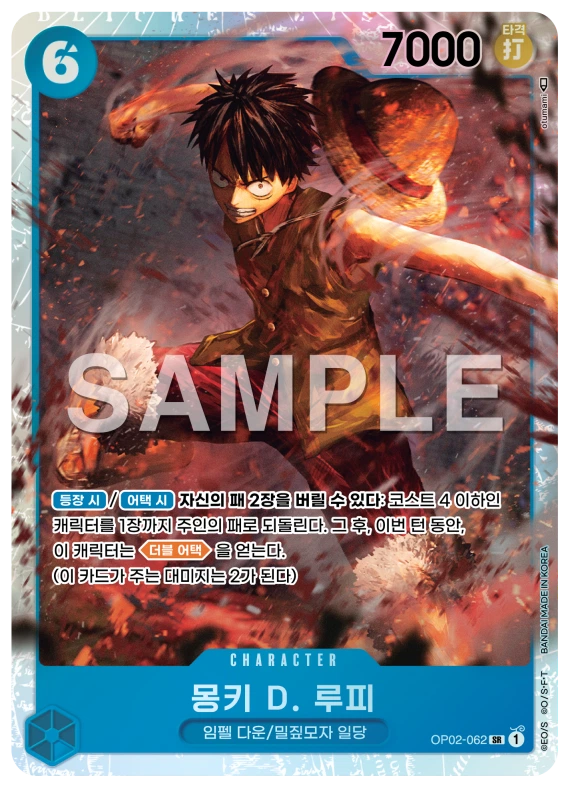 6
7000
타격
打
otumami
SAMPLE
등장 시 / 어택 시 자신의 패 2장을 버릴 수 있다: 코스트 4 이하인
캐릭터를 1장까지 주인의 패로 되돌린다. 그 후, 이번 턴 동안,
이 캐릭터는 더블 어택 을 얻는다.
(이 카드가 주는 대미지는 2가 된다)
CHARACTER
몽키 D. 루피
임펠 다운/밀짚모자 일당
OP02-062 SR 1
©EO/S ©O/S·F·T BANDAI MADE IN KOREA